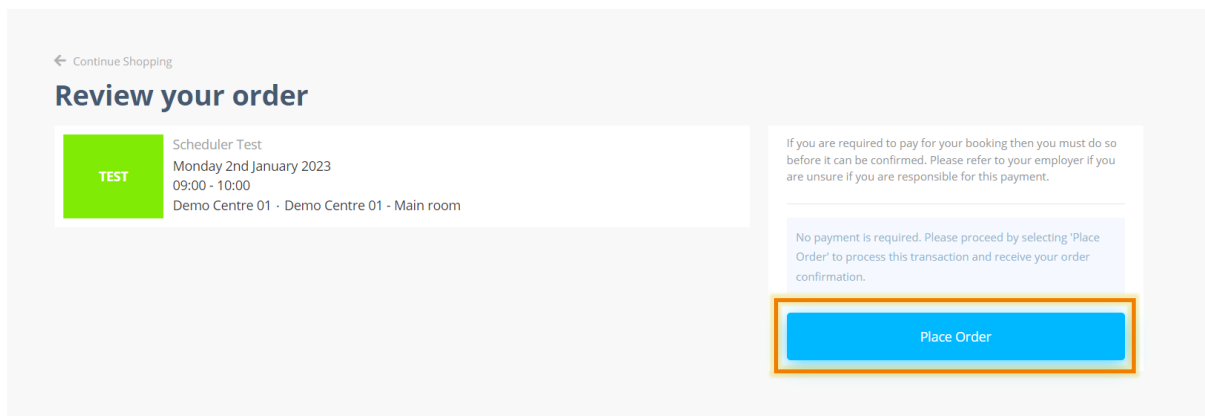 Continue Shopping
Review your order
TEST
Scheduler Test
Monday 2nd January 2023
09:00 - 10:00
Demo Centre 01 · Demo Centre 01 - Main room
If you are required to pay for your booking then you must do so
before it can be confirmed. Please refer to your employer if you
are unsure if you are responsible for this payment.
No payment is required. Please proceed by selecting 'Place
Order' to process this transaction and receive your order
confirmation.
Place Order